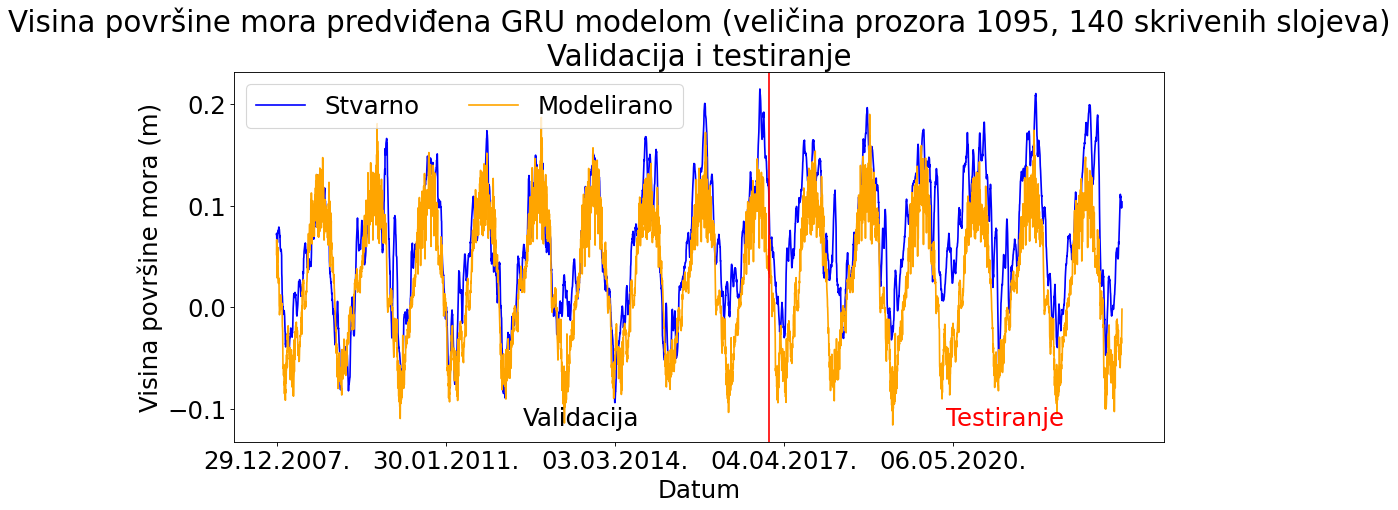 Visina površine mora predviđena GRU modelom (veličina prozora 1095, 140 skrivenih slojeva)
Validacija i testiranje
Stvarno
Modelirano
Visina površine mora (m)
0.2
0.1
0.0
−0.1
Validacija
Testiranje
29.12.2007.
30.01.2011.
03.03.2014.
04.04.2017.
06.05.2020.
Datum